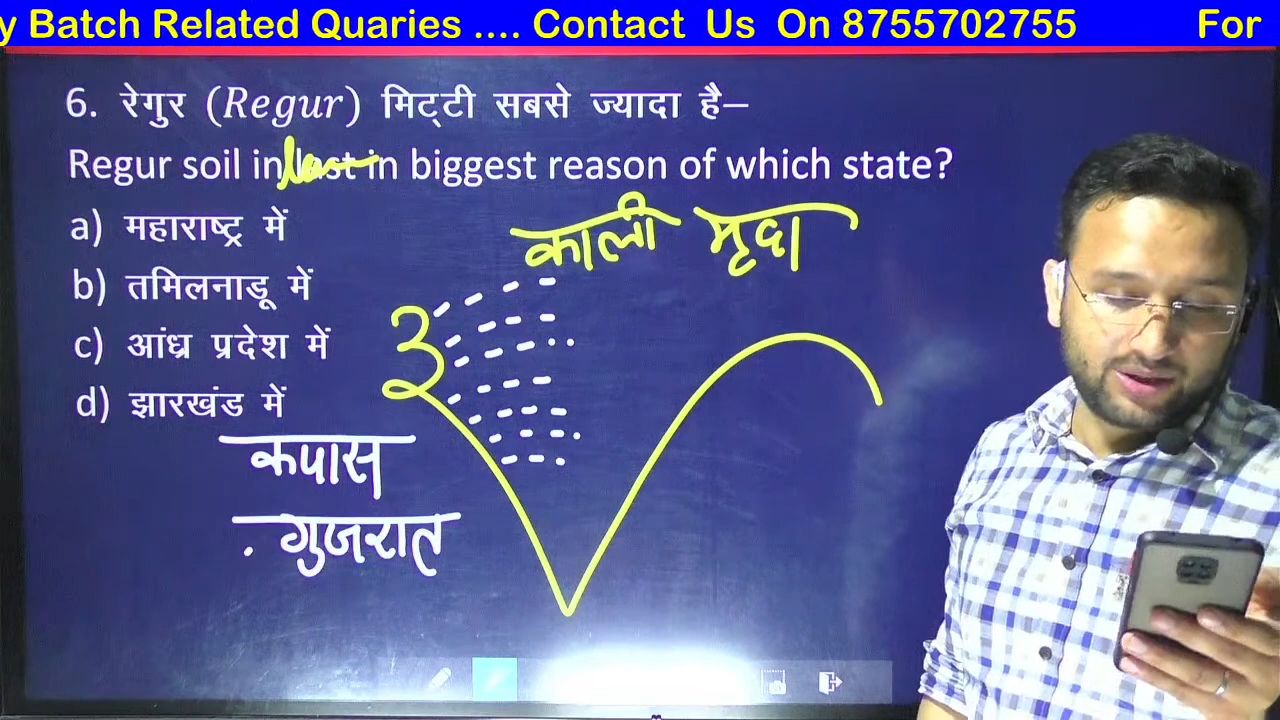 y Batch Related Quaries .... Contact Us On 8755702755 For
6. रेगुर (Regur) मिट्टी सबसे ज्यादा है–
Regur soil in last in biggest reason of which state?
काली मृदा
a) महाराष्ट्र में
b) तमिलनाडू में
c) आंध्र प्रदेश में
d) झारखंड में
कपास
. गुजरात